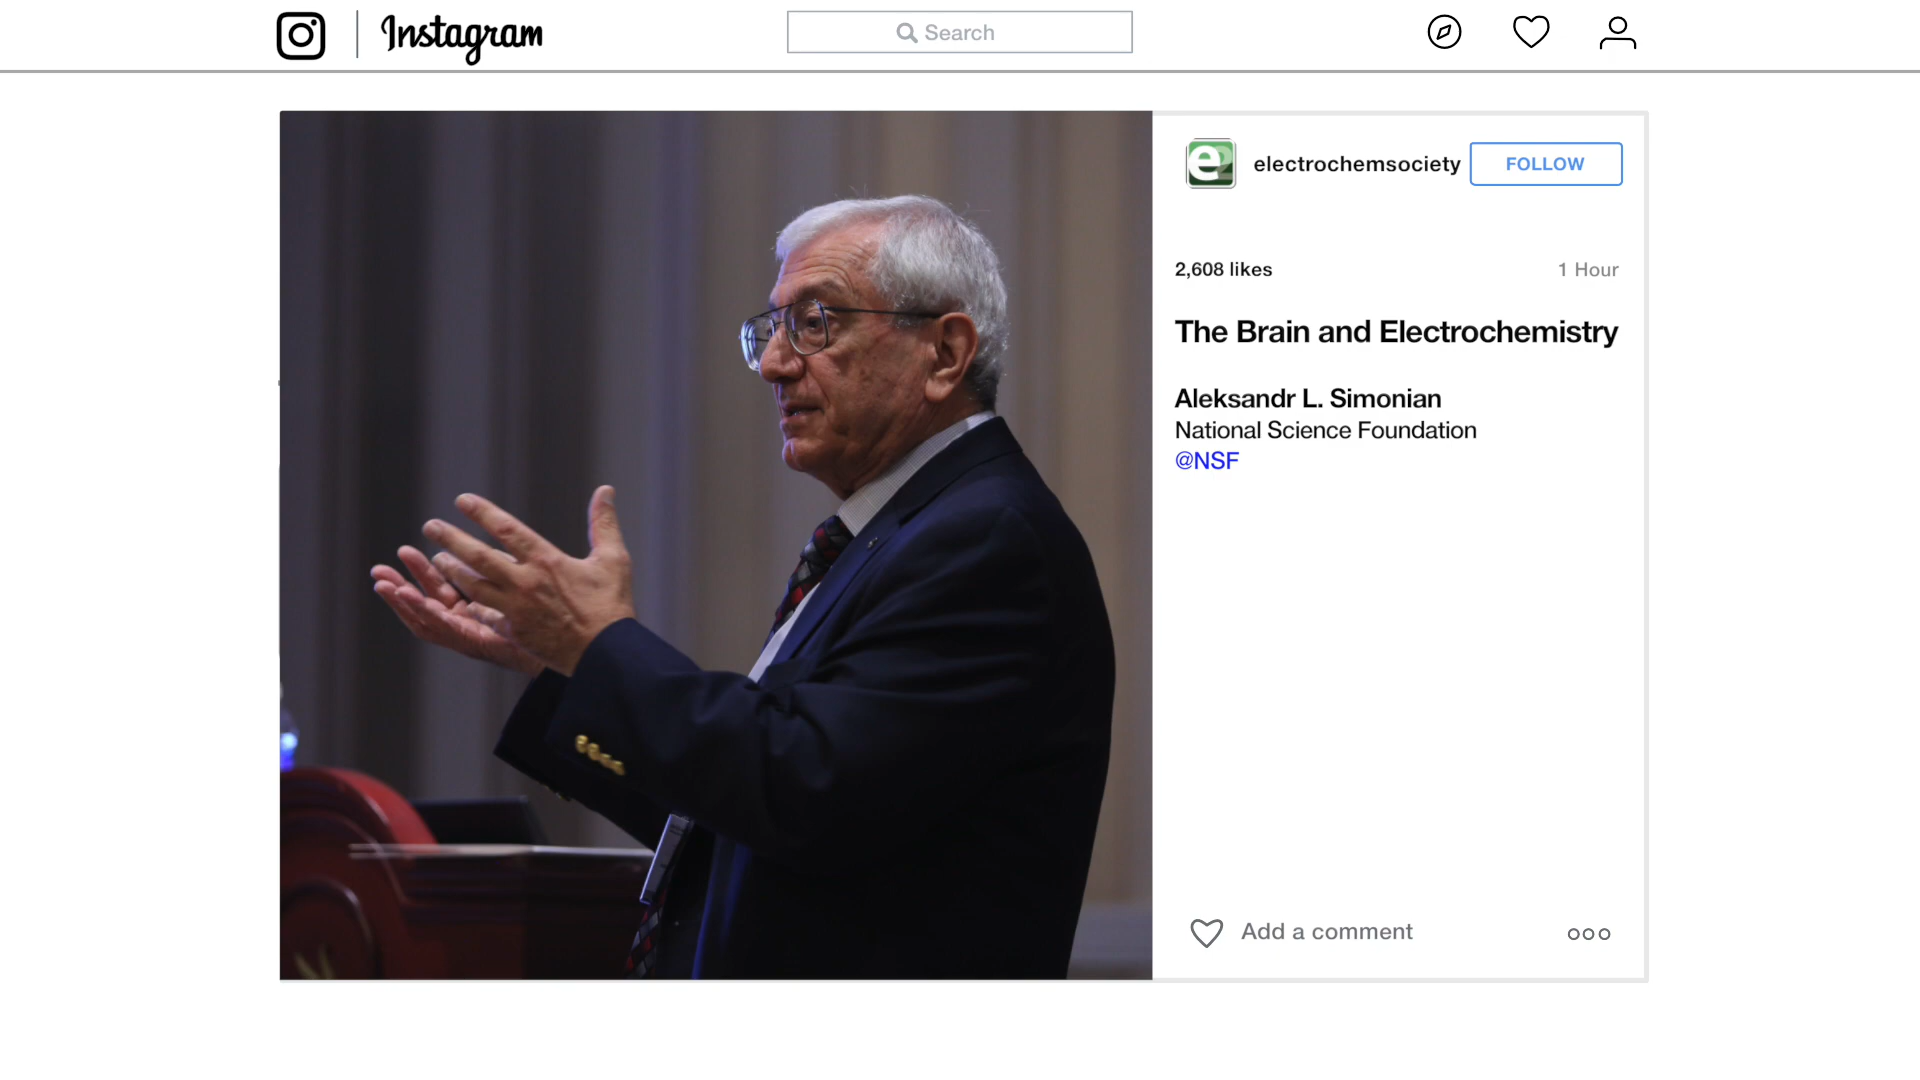 Instagram
Search
electrochemsociety
FOLLOW
2,608 likes
1 Hour
The Brain and Electrochemistry
Aleksandr L. Simonian
National Science Foundation
@NSF
Add a comment